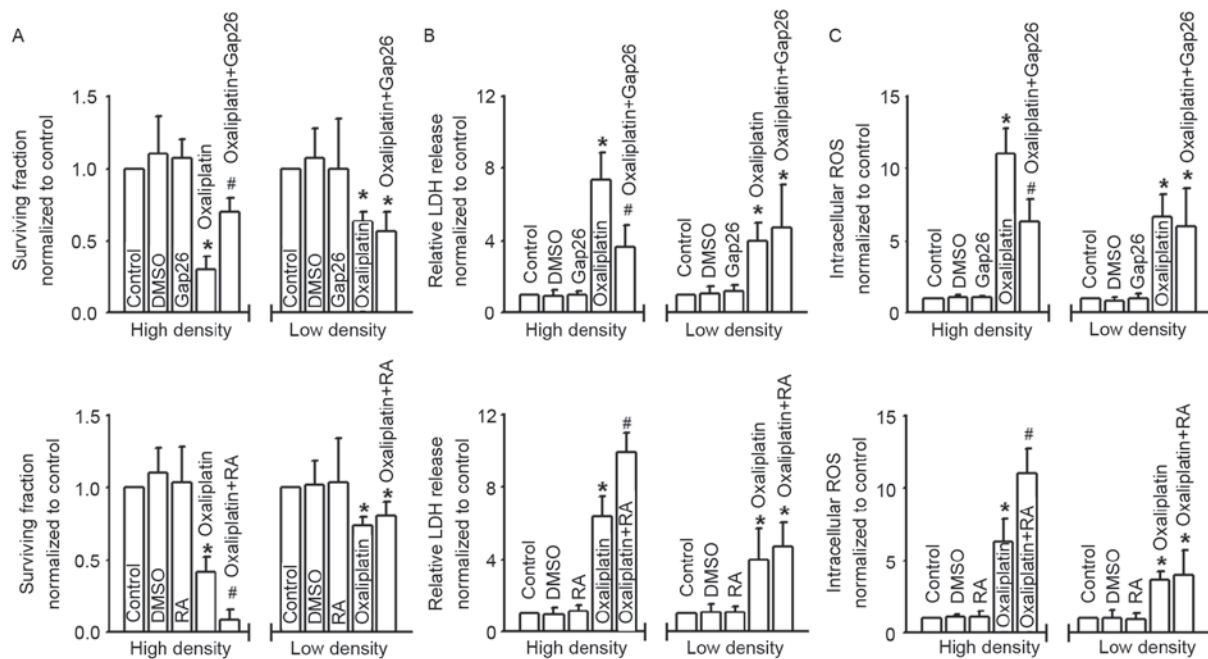 A
Surviving fraction
normalized to control
1.5
1.0
0.5
0.0
Control
DMSO
Gap26
* Oxaliplatin
# Oxaliplatin+Gap26
High density
Control
DMSO
Gap26
Oxaliplatin
*
* Oxaliplatin+Gap26
Low density
B
Relative LDH release
normalized to control
12
8
4
0
Control
DMSO
Gap26
Oxaliplatin
*
# Oxaliplatin+Gap26
High density
Control
DMSO
Gap26
* Oxaliplatin
* Oxaliplatin+Gap26
Low density
C
Intracellular ROS
normalized to control
15
10
5
0
Control
DMSO
Gap26
Oxaliplatin
*
# Oxaliplatin+Gap26
High density
Control
DMSO
Gap26
Oxaliplatin
*
* Oxaliplatin+Gap26
Low density
Surviving fraction
normalized to control
1.5
1.0
0.5
0.0
Control
DMSO
RA
* Oxaliplatin
# Oxaliplatin+RA
High density
Control
DMSO
RA
Oxaliplatin
*
* Oxaliplatin+RA
Low density
Relative LDH release
normalized to control
12
8
4
0
Control
DMSO
RA
Oxaliplatin
*
Oxaliplatin+RA
#
High density
Control
DMSO
RA
* Oxaliplatin
* Oxaliplatin+RA
Low density
Intracellular ROS
normalized to control
15
10
5
0
Control
DMSO
RA
Oxaliplatin
*
Oxaliplatin+RA
#
High density
Control
DMSO
RA
* Oxaliplatin
* Oxaliplatin+RA
Low density